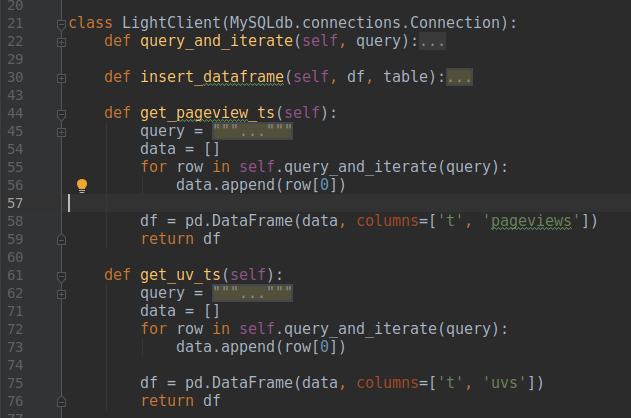 20
21 class LightClient(MySQLdb.connections.Connection):
22     def query_and_iterate(self, query):...
29
30     def insert_dataframe(self, df, table):...
43
44     def get_pageview_ts(self):
45         query = """..."""
54         data = []
55         for row in self.query_and_iterate(query):
56             data.append(row[0])
57
58         df = pd.DataFrame(data, columns=['t', 'pageviews'])
59         return df
60
61     def get_uv_ts(self):
62         query = """..."""
71         data = []
72         for row in self.query_and_iterate(query):
73             data.append(row[0])
74
75         df = pd.DataFrame(data, columns=['t', 'uvs'])
76         return df
77